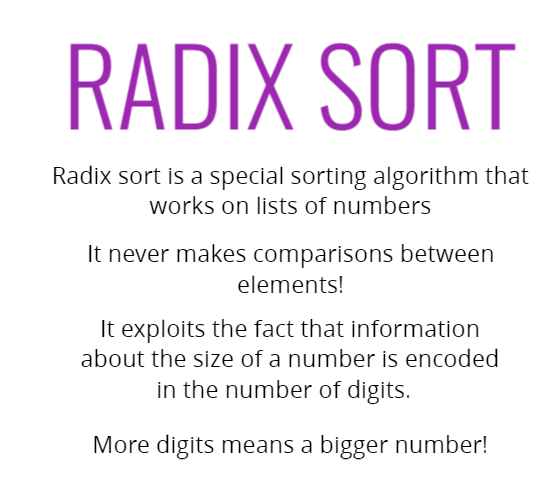 RADIX SORT
Radix sort is a special sorting algorithm that
works on lists of numbers
It never makes comparisons between
elements!
It exploits the fact that information
about the size of a number is encoded
in the number of digits.
More digits means a bigger number!